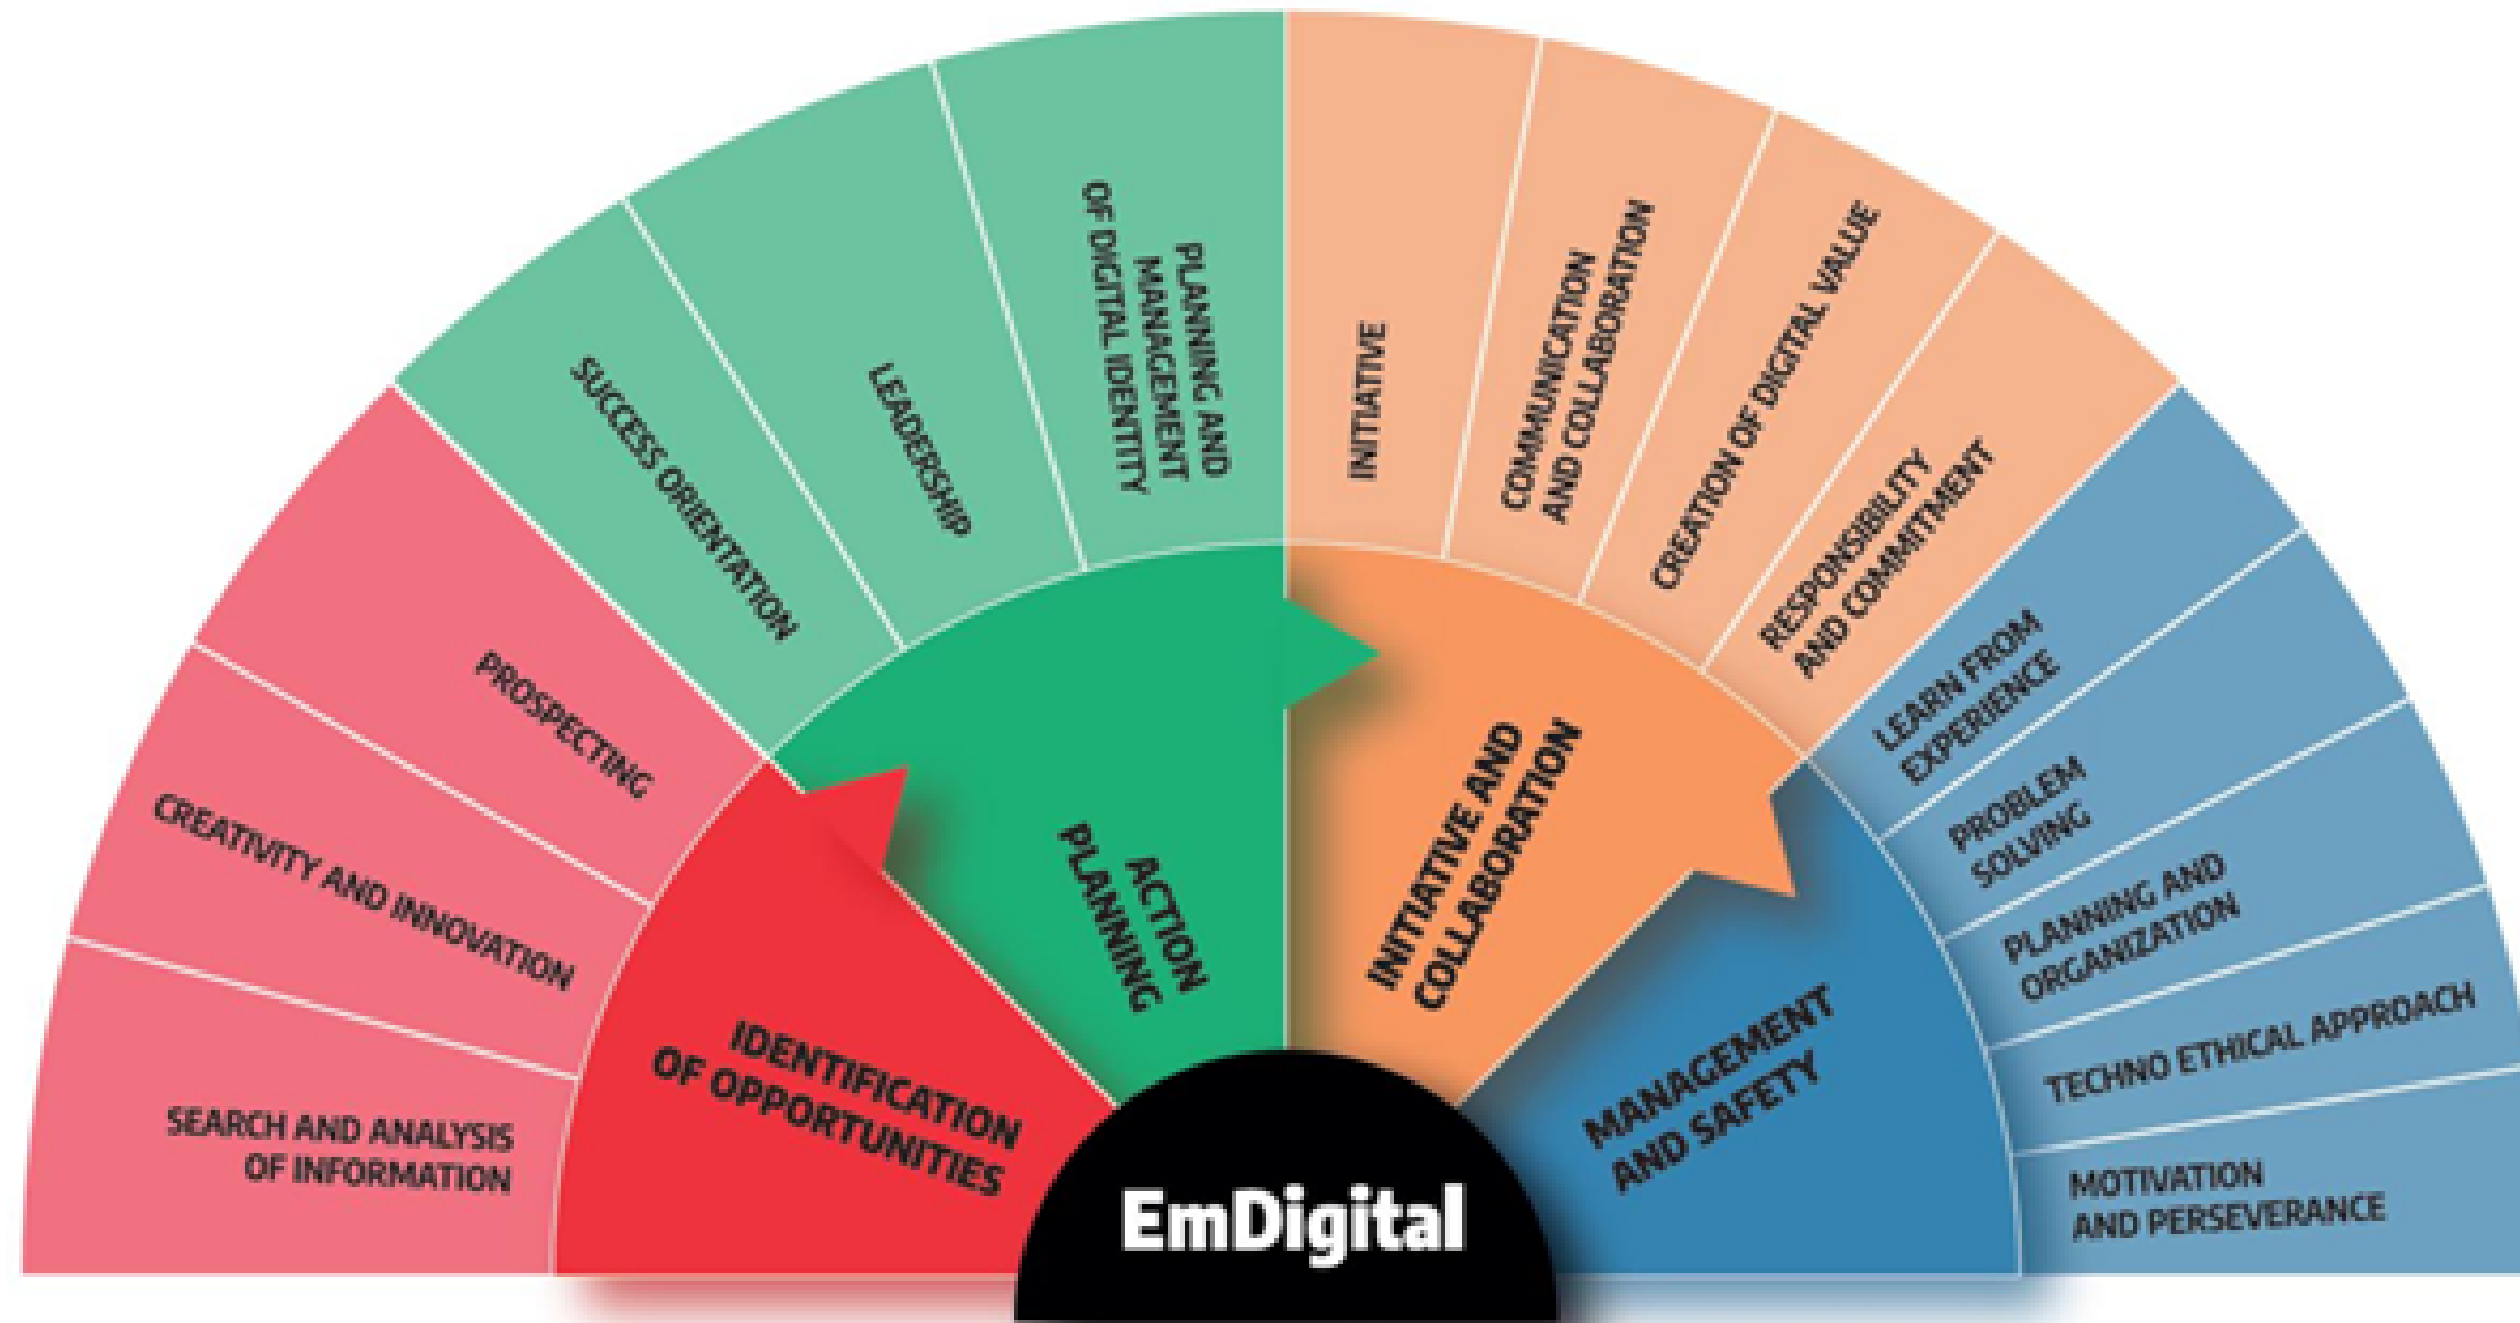 SEARCH AND ANALYSIS
OF INFORMATION
CREATIVITY AND INNOVATION
PROSPECTING
SUCCESS ORIENTATION
LEADERSHIP
PLANNING AND
MANAGEMENT
OF DIGITAL IDENTITY
INITIATIVE
COMMUNICATION
AND COLLABORATION
CREATION OF DIGITAL VALUE
RESPONSIBILITY
AND COMMITMENT
LEARN FROM
EXPERIENCE
PROBLEM
SOLVING
PLANNING AND
ORGANIZATION
TECHNO ETHICAL APPROACH
MOTIVATION
AND PERSEVERANCE
IDENTIFICATION
OF OPPORTUNITIES
ACTION
PLANNING
INITIATIVE AND
COLLABORATION
MANAGEMENT
AND SAFETY
EmDigital